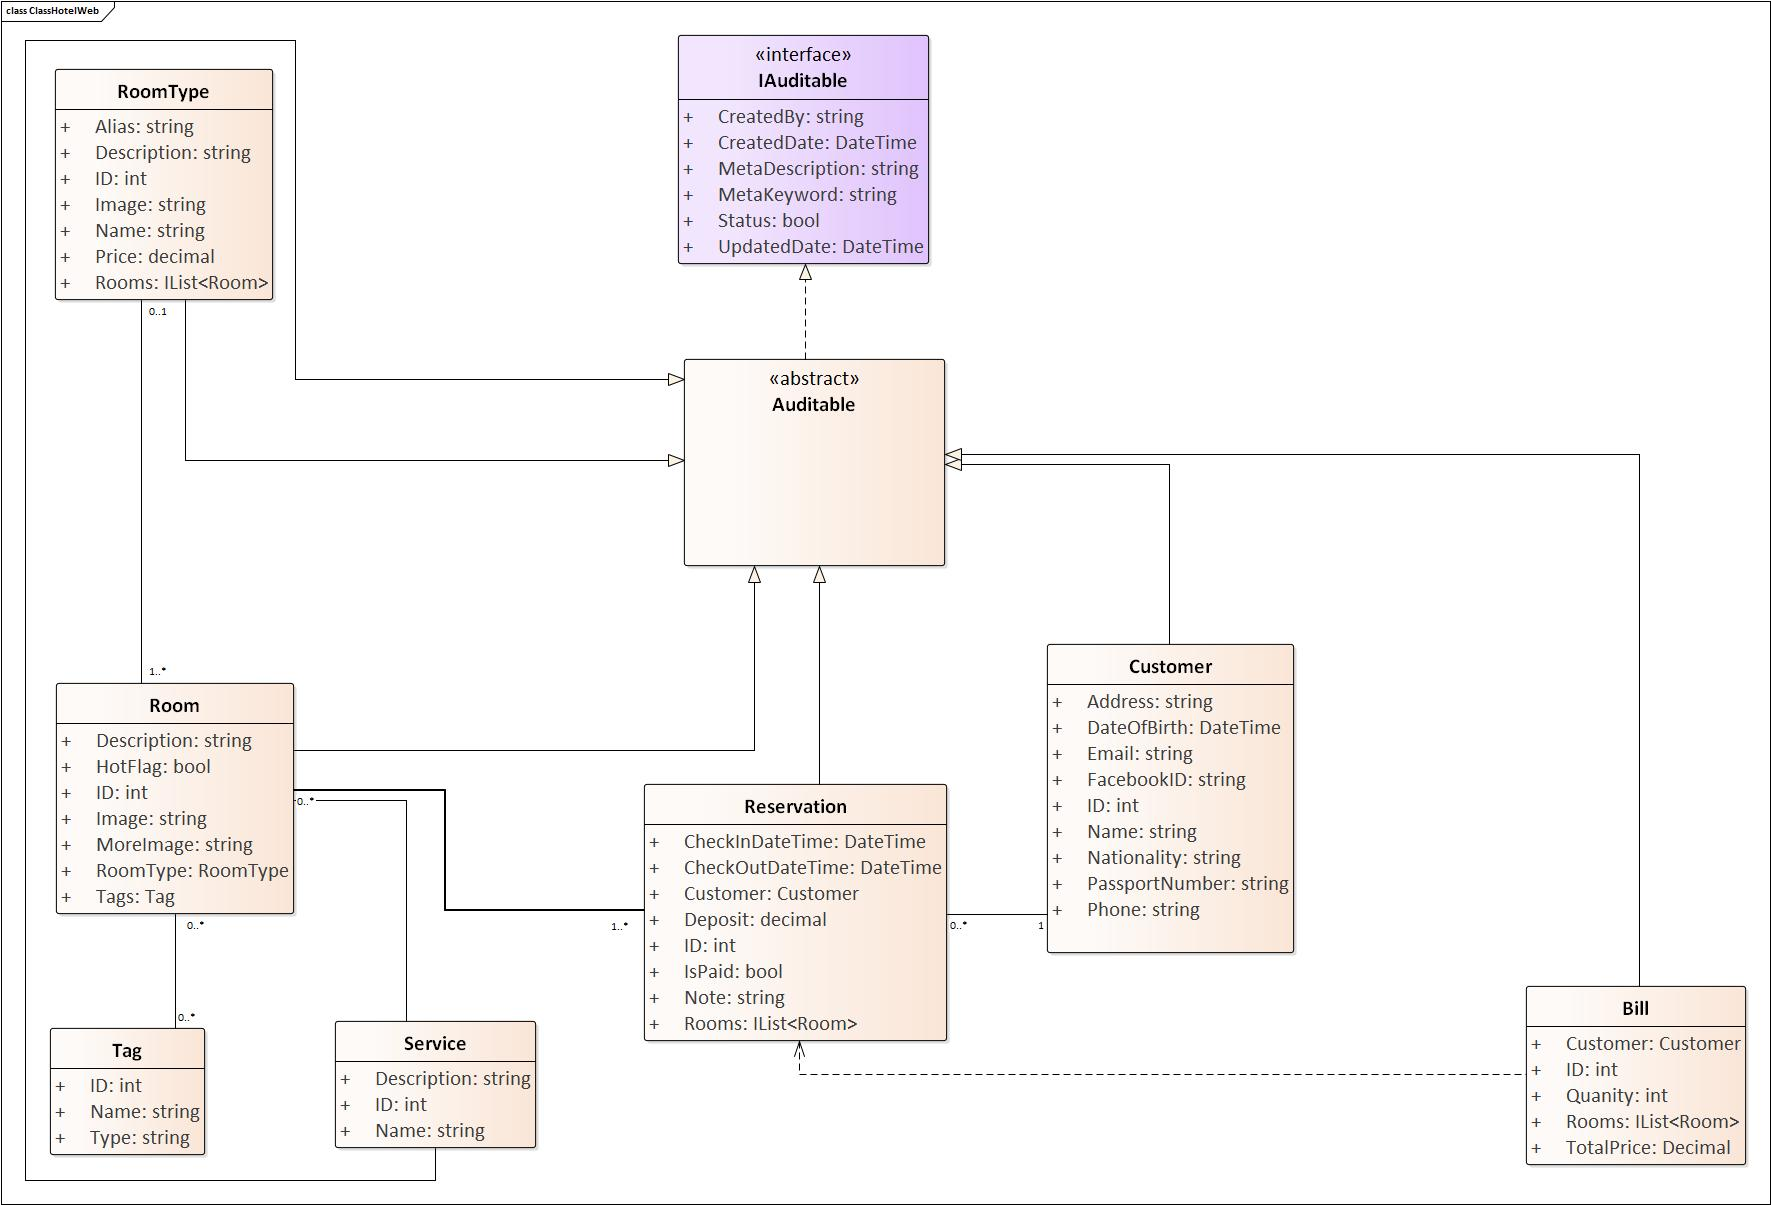 class ClassHotelWeb
RoomType
+ Alias: string
+ Description: string
+ ID: int
+ Image: string
+ Name: string
+ Price: decimal
+ Rooms: IList<Room>
0..1
«interface»
IAuditable
+ CreatedBy: string
+ CreatedDate: DateTime
+ MetaDescription: string
+ MetaKeyword: string
+ Status: bool
+ UpdatedDate: DateTime
«abstract»
Auditable
1..*
Room
+ Description: string
+ HotFlag: bool
+ ID: int
+ Image: string
+ MoreImage: string
+ RoomType: RoomType
+ Tags: Tag
0..*
0..*
0..*
Tag
+ ID: int
+ Name: string
+ Type: string
Service
+ Description: string
+ ID: int
+ Name: string
1..*
Reservation
+ CheckInDateTime: DateTime
+ CheckOutDateTime: DateTime
+ Customer: Customer
+ Deposit: decimal
+ ID: int
+ IsPaid: bool
+ Note: string
+ Rooms: IList<Room>
0..*
1
Customer
+ Address: string
+ DateOfBirth: DateTime
+ Email: string
+ FacebookID: string
+ ID: int
+ Name: string
+ Nationality: string
+ PassportNumber: string
+ Phone: string
Bill
+ Customer: Customer
+ ID: int
+ Quanity: int
+ Rooms: IList<Room>
+ TotalPrice: Decimal